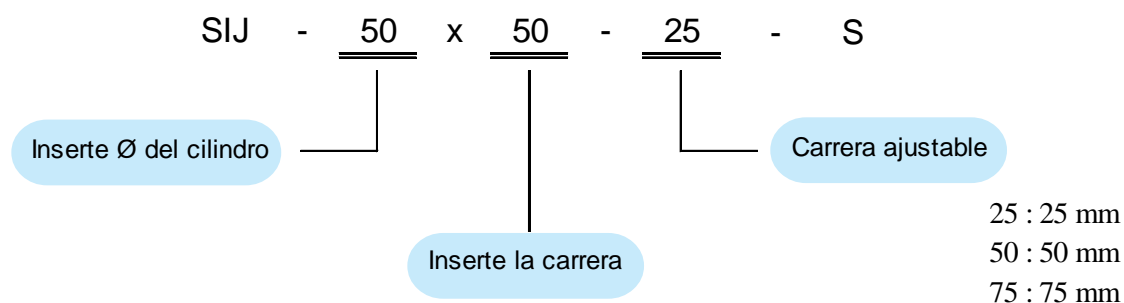 SIJ - 50 x 50 - 25 - S
Inserte Ø del cilindro
Carrera ajustable
25 : 25 mm
50 : 50 mm
75 : 75 mm
Inserte la carrera